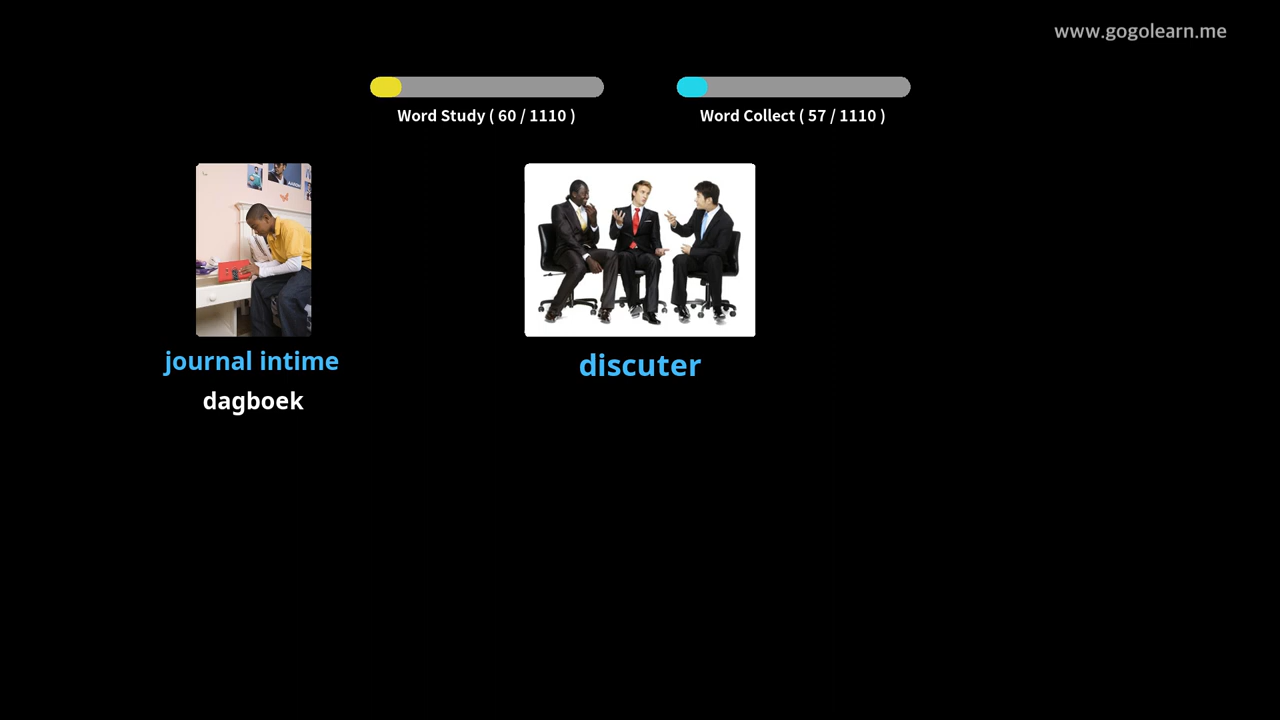 www.gogolearn.me
Word Study ( 60 / 1110 )
Word Collect ( 57 / 1110 )
journal intime
dagboek
discuter